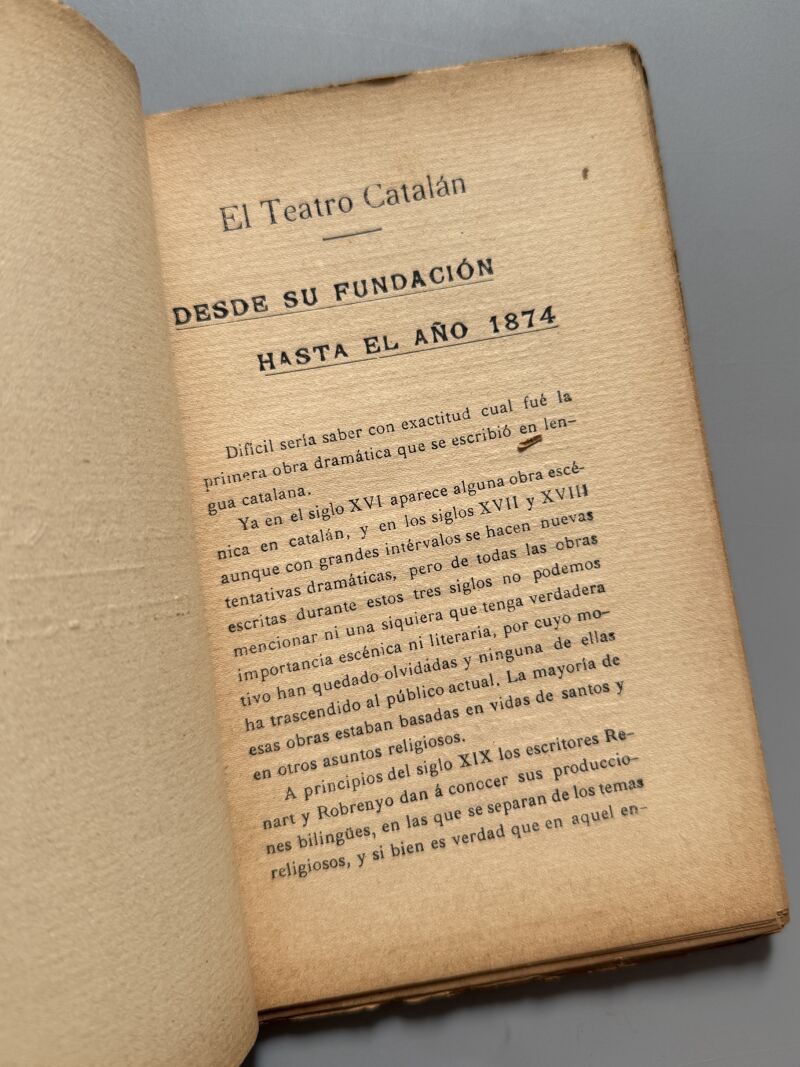 El Teatro Catalán
DESDE SU FUNDACIÓN
HASTA EL AÑO 1874
Difícil sería saber con exactitud cual fué la
primera obra dramática que se escribió en len-
gua catalana.
Ya en el siglo XVI aparece alguna obra escé-
nica en catalán, y en los siglos XVII y XVIII
aunque con grandes intérvalos se hacen nuevas
tentativas dramáticas, pero de todas las obras
escritas durante estos tres siglos no podemos
mencionar ni una siquiera que tenga verdadera
importancia escénica ni literaria, por cuyo mo-
tivo han quedado olvidadas y ninguna de ellas
ha trascendido al público actual. La mayoría de
esas obras estaban basadas en vidas de santos y
en otros asuntos religiosos.
A principios del siglo XIX los escritores Re-
nart y Robrenyo dan á conocer sus produccio-
nes bilingües, en las que se separan de los temas
religiosos, y si bien es verdad que en aquel en-